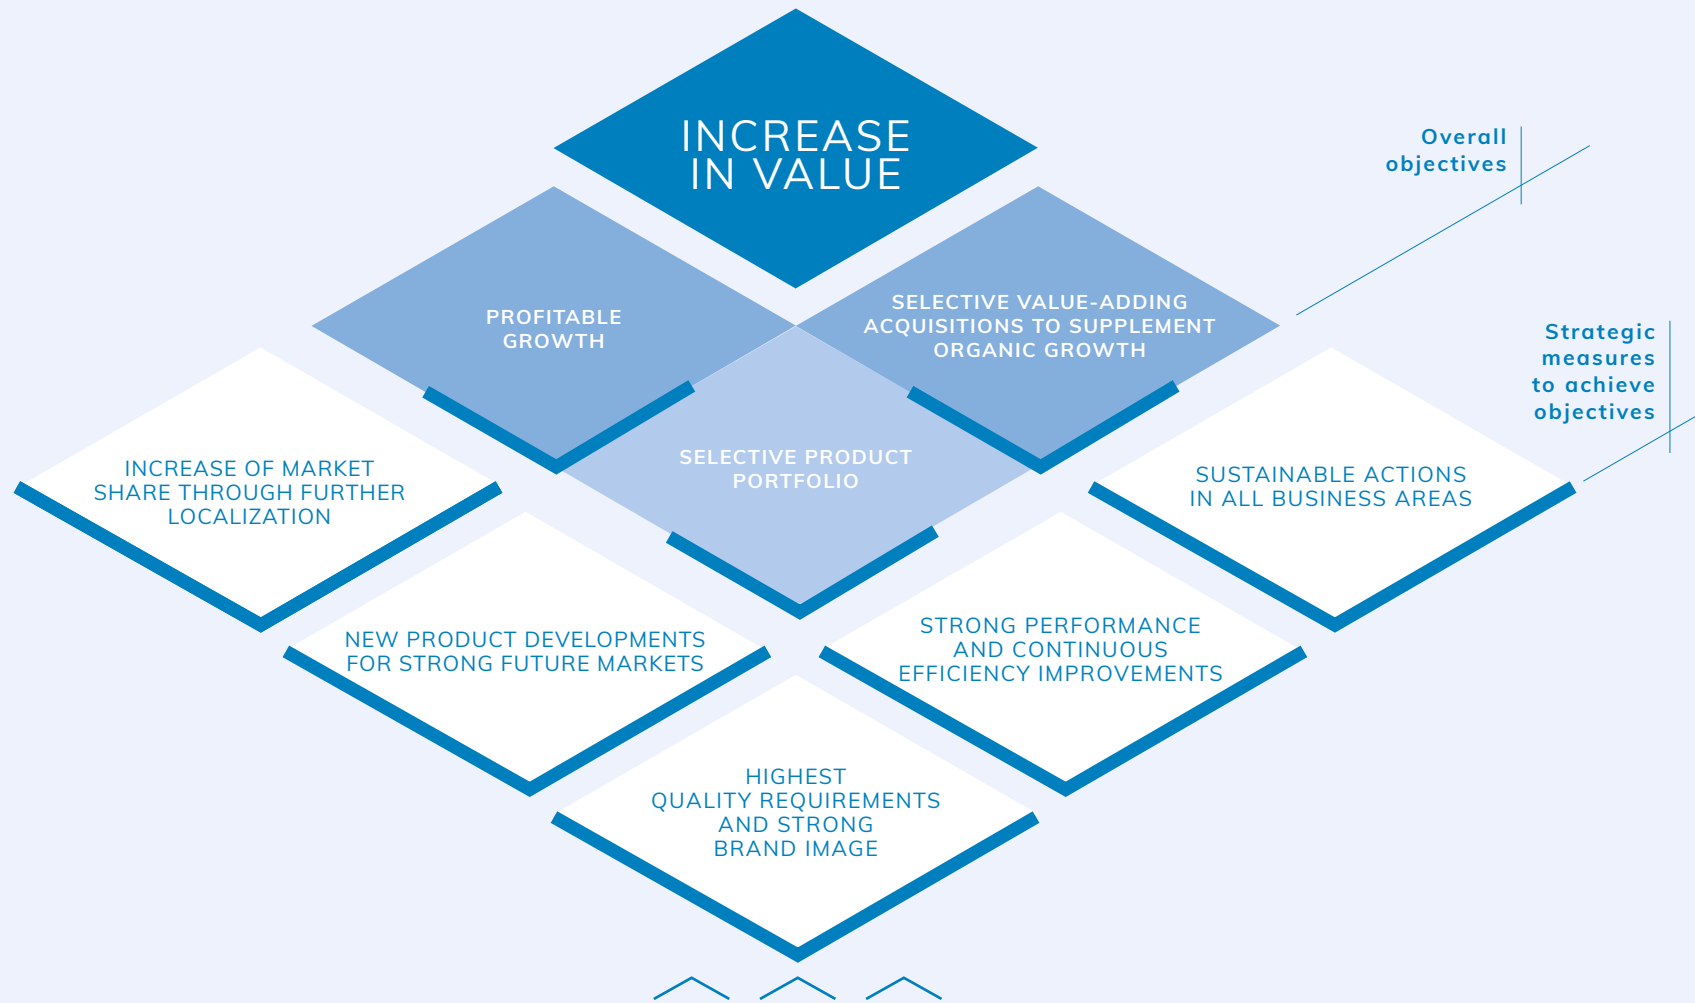 INCREASE
IN VALUE
Overall
objectives
PROFITABLE
GROWTH
SELECTIVE VALUE-ADDING
ACQUISITIONS TO SUPPLEMENT
ORGANIC GROWTH
Strategic
measures
to achieve
objectives
SELECTIVE PRODUCT
PORTFOLIO
INCREASE OF MARKET
SHARE THROUGH FURTHER
LOCALIZATION
SUSTAINABLE ACTIONS
IN ALL BUSINESS AREAS
NEW PRODUCT DEVELOPMENTS
FOR STRONG FUTURE MARKETS
STRONG PERFORMANCE
AND CONTINUOUS
EFFICIENCY IMPROVEMENTS
HIGHEST
QUALITY REQUIREMENTS
AND STRONG
BRAND IMAGE